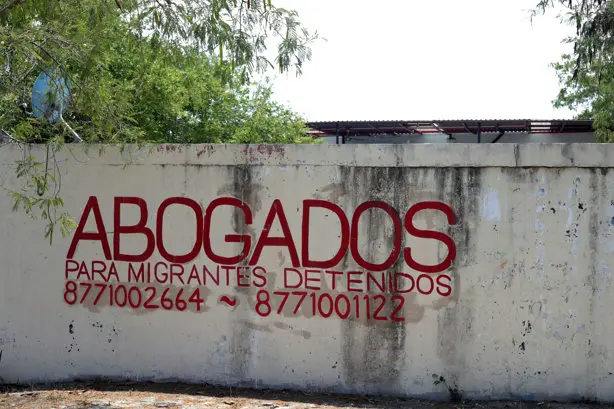 ABOGADOS
PARA MIGRANTES DETENIDOS
8771002664 ~ 8771001122